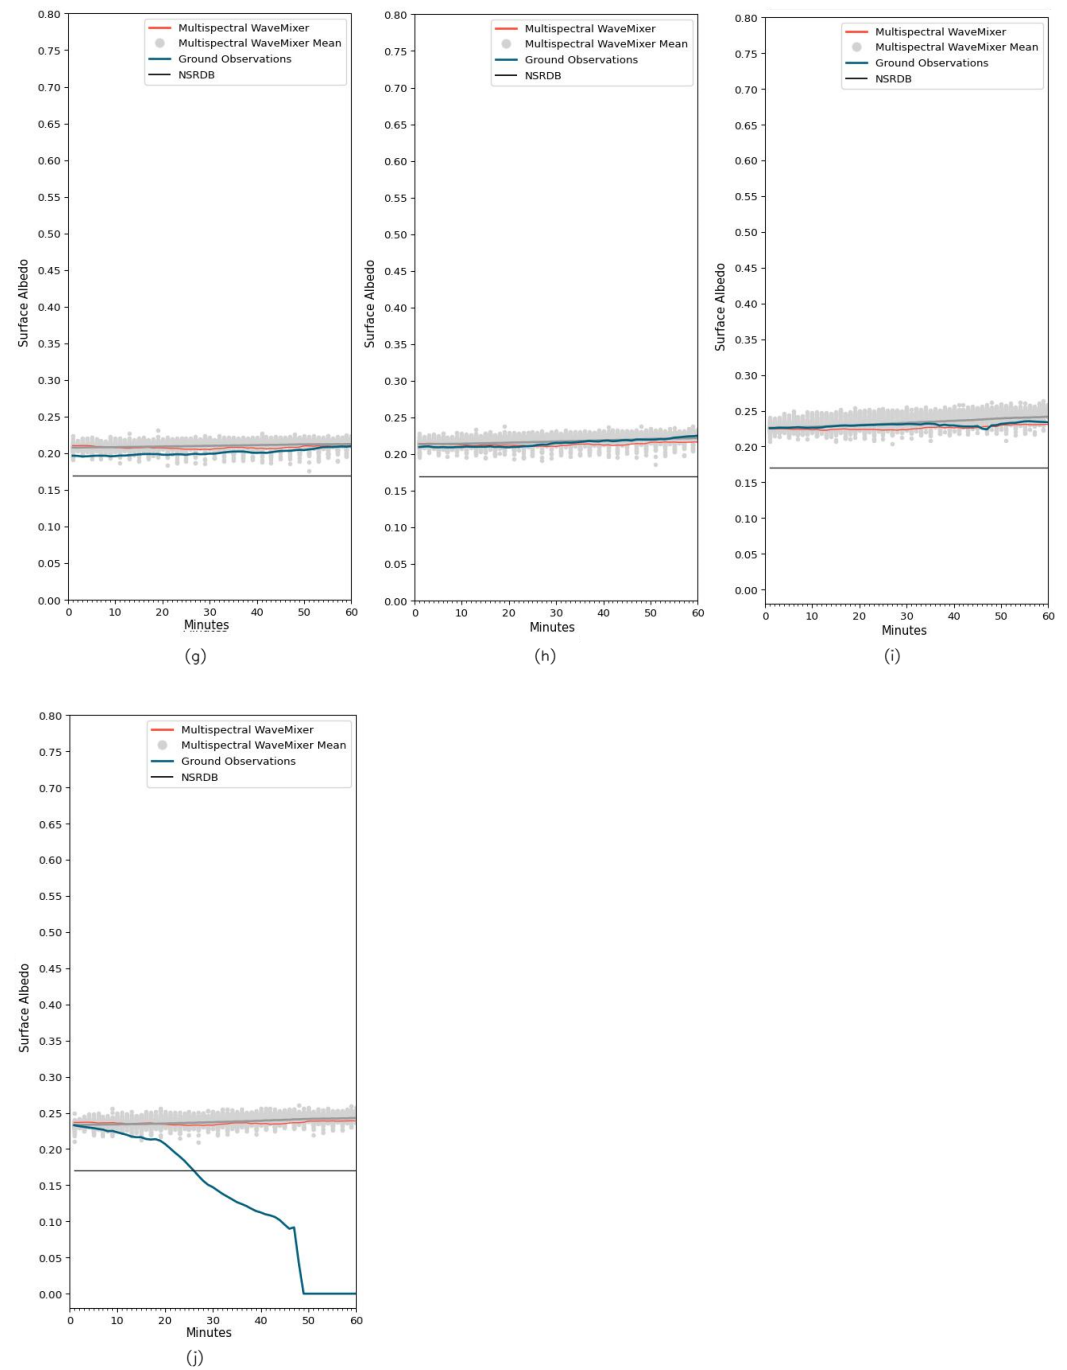 0.80
0.75
0.70
0.65
0.60
0.55
0.50
0.45
0.40
0.35
0.30
0.25
0.20
0.15
0.10
0.05
0.00
Surface Albedo
Multispectral WaveMixer
Multispectral WaveMixer Mean
Ground Observations
NSRDB
0 10 20 30 40 50 60
Minutes
(g)
0.80
0.75
0.70
0.65
0.60
0.55
0.50
0.45
0.40
0.35
0.30
0.25
0.20
0.15
0.10
0.05
0.00
Surface Albedo
Multispectral WaveMixer
Multispectral WaveMixer Mean
Ground Observations
NSRDB
0 10 20 30 40 50 60
Minutes
(h)
0.80
0.75
0.70
0.65
0.60
0.55
0.50
0.45
0.40
0.35
0.30
0.25
0.20
0.15
0.10
0.05
0.00
Surface Albedo
Multispectral WaveMixer
Multispectral WaveMixer Mean
Ground Observations
NSRDB
0 10 20 30 40 50 60
Minutes
(i)
0.80
0.75
0.70
0.65
0.60
0.55
0.50
0.45
0.40
0.35
0.30
0.25
0.20
0.15
0.10
0.05
0.00
Surface Albedo
Multispectral WaveMixer
Multispectral WaveMixer Mean
Ground Observations
NSRDB
0 10 20 30 40 50 60
Minutes
(j)